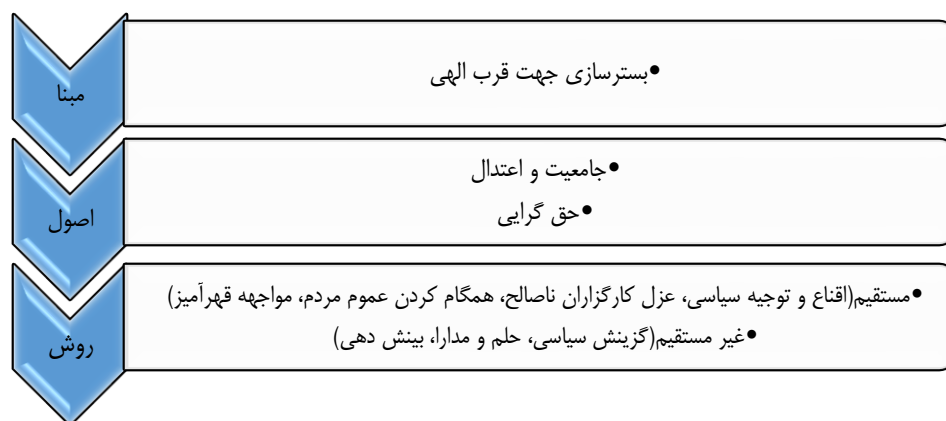 مبنا
•بسترسازی جهت قرب الهی
اصول
•جامعیت و اعتدال
•حق گرایی
روش
•مستقیم(اقناع و توجیه سیاسی، عزل کارگزاران ناصالح، همگام کردن عموم مردم، مواجهه قهرآمیز)
•غیر مستقیم(گزینش سیاسی، حلم و مدارا، بینش دهی)